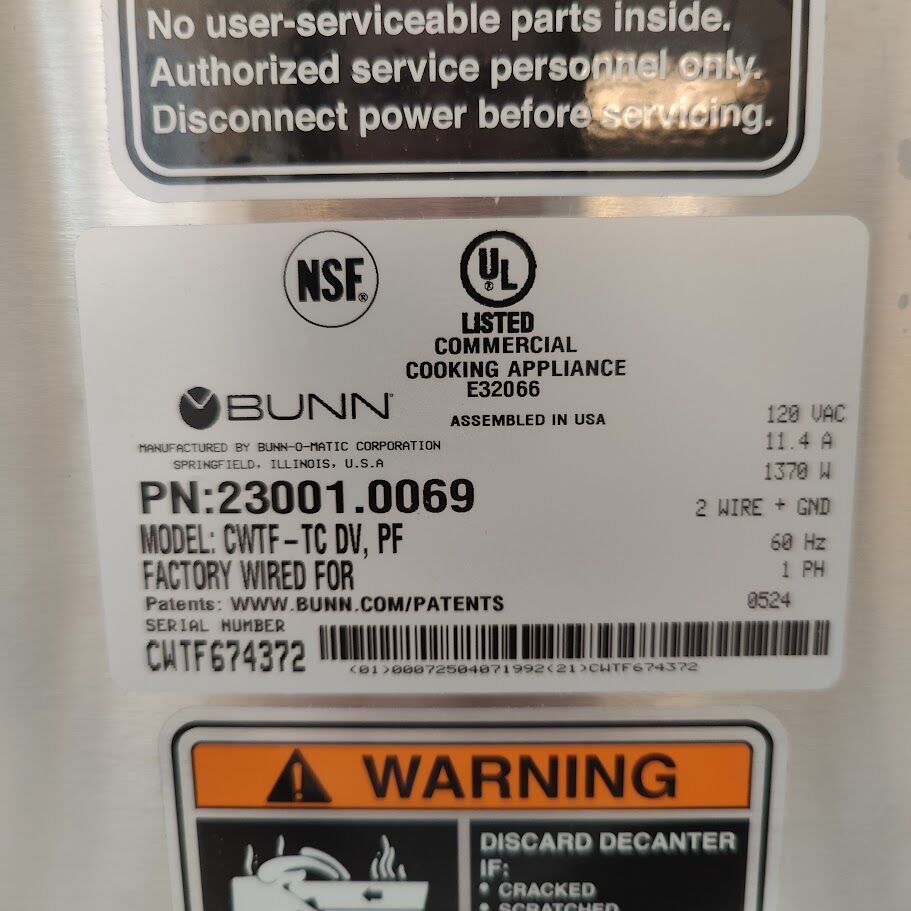 No user-serviceable parts inside.
Authorized service personnel only.
Disconnect power before servicing.
NSF®
UL®
LISTED
COMMERCIAL
COOKING APPLIANCE
E32066
BUNN®
ASSEMBLED IN USA
MANUFACTURED BY BUNN-O-MATIC CORPORATION
SPRINGFIELD, ILLINOIS, U.S.A
PN:23001.0069
MODEL: CWTF-TC DV, PF
FACTORY WIRED FOR
Patents: WWW.BUNN.COM/PATENTS
120 VAC
11.4 A
1370 W
2 WIRE + GND
60 Hz
1 PH
0524
SERIAL NUMBER
CWTF674372
(01)00072504071992(21)CWTF674372
WARNING
DISCARD DECANTER
IF:
• CRACKED
• SCRATCHED